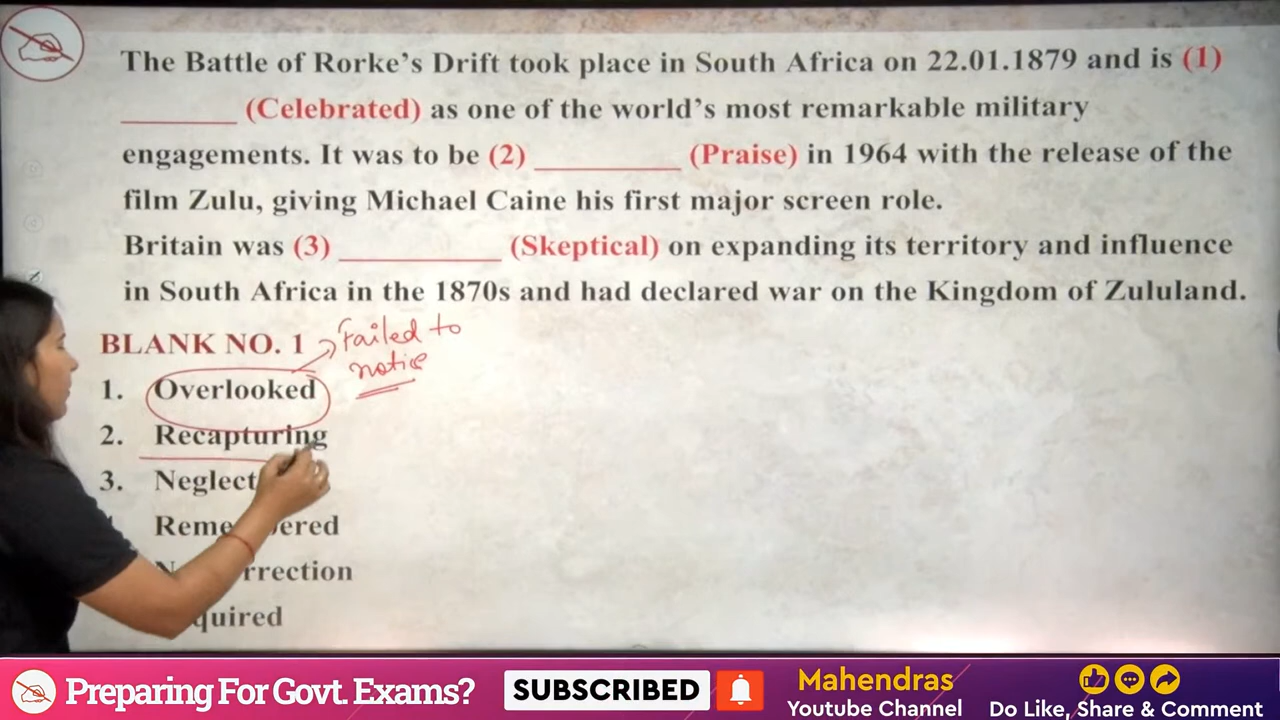 The Battle of Rorke's Drift took place in South Africa on 22.01.1879 and is (1)
________ (Celebrated) as one of the world's most remarkable military
engagements. It was to be (2) __________ (Praise) in 1964 with the release of the
film Zulu, giving Michael Caine his first major screen role.
Britain was (3) ___________ (Skeptical) on expanding its territory and influence
in South Africa in the 1870s and had declared war on the Kingdom of Zululand.
BLANK NO. 1
Failed to
notice
1. Overlooked
2. Recapturing
3.
Preparing For Govt. Exams?
SUBSCRIBED
Mahendras
YouTube Channel
Do Like, Share & Comment